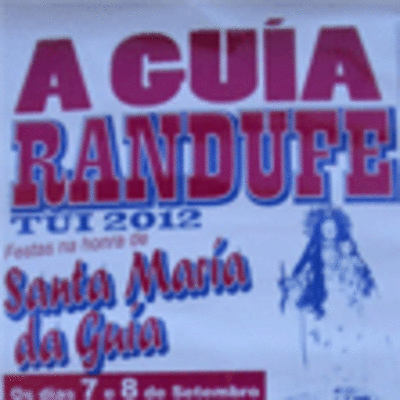 A GUÍA
RANDUFE
TUI 2012
Festas na honra de
Santa María
da Guía
Os días 7 e 8 de Setembro